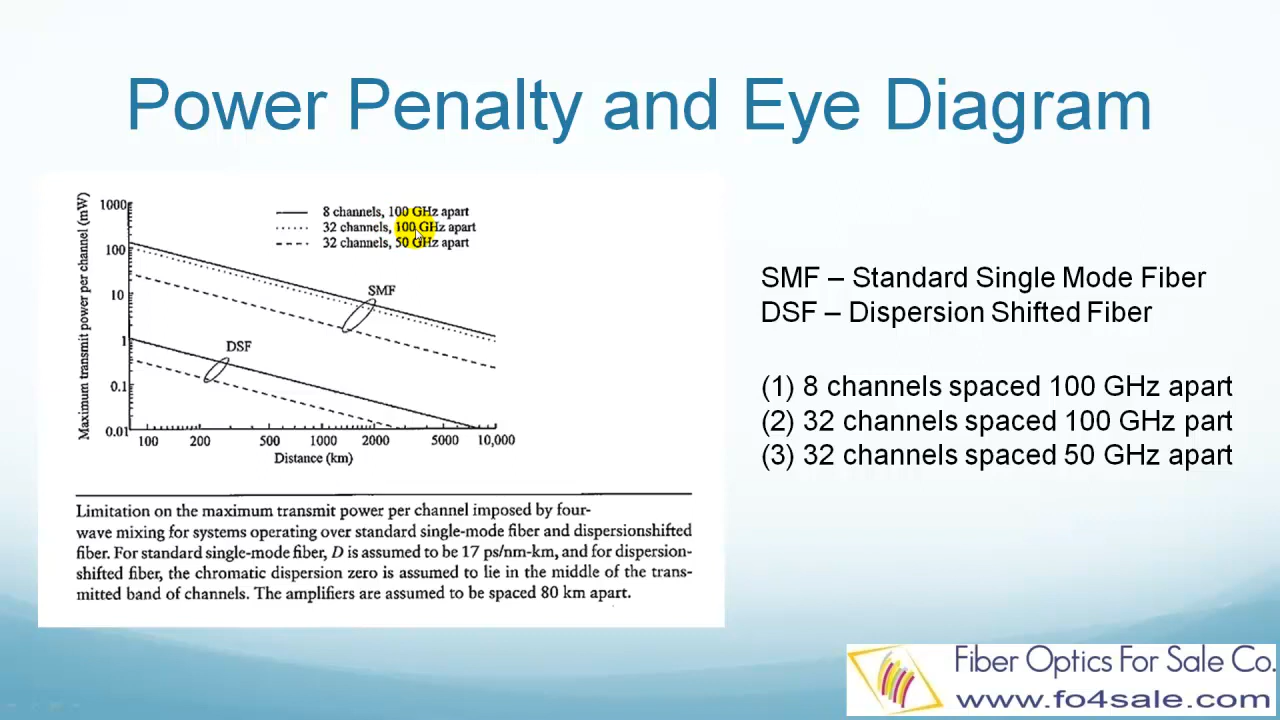 Power Penalty and Eye Diagram
Maximum transmit power per channel (mW)
1000
100
10
1
0.1
0.01
8 channels, 100 GHz apart
32 channels, 100 GHz apart
32 channels, 50 GHz apart
SMF
DSF
100 200 500 1000 2000 5000 10,000
Distance (km)
Limitation on the maximum transmit power per channel imposed by four-
wave mixing for systems operating over standard single-mode fiber and dispersionshifted
fiber. For standard single-mode fiber, D is assumed to be 17 ps/nm-km, and for dispersion-
shifted fiber, the chromatic dispersion zero is assumed to lie in the middle of the trans-
mitted band of channels. The amplifiers are assumed to be spaced 80 km apart.
SMF – Standard Single Mode Fiber
DSF – Dispersion Shifted Fiber
(1) 8 channels spaced 100 GHz apart
(2) 32 channels spaced 100 GHz part
(3) 32 channels spaced 50 GHz apart
Fiber Optics For Sale Co.
www.fo4sale.com